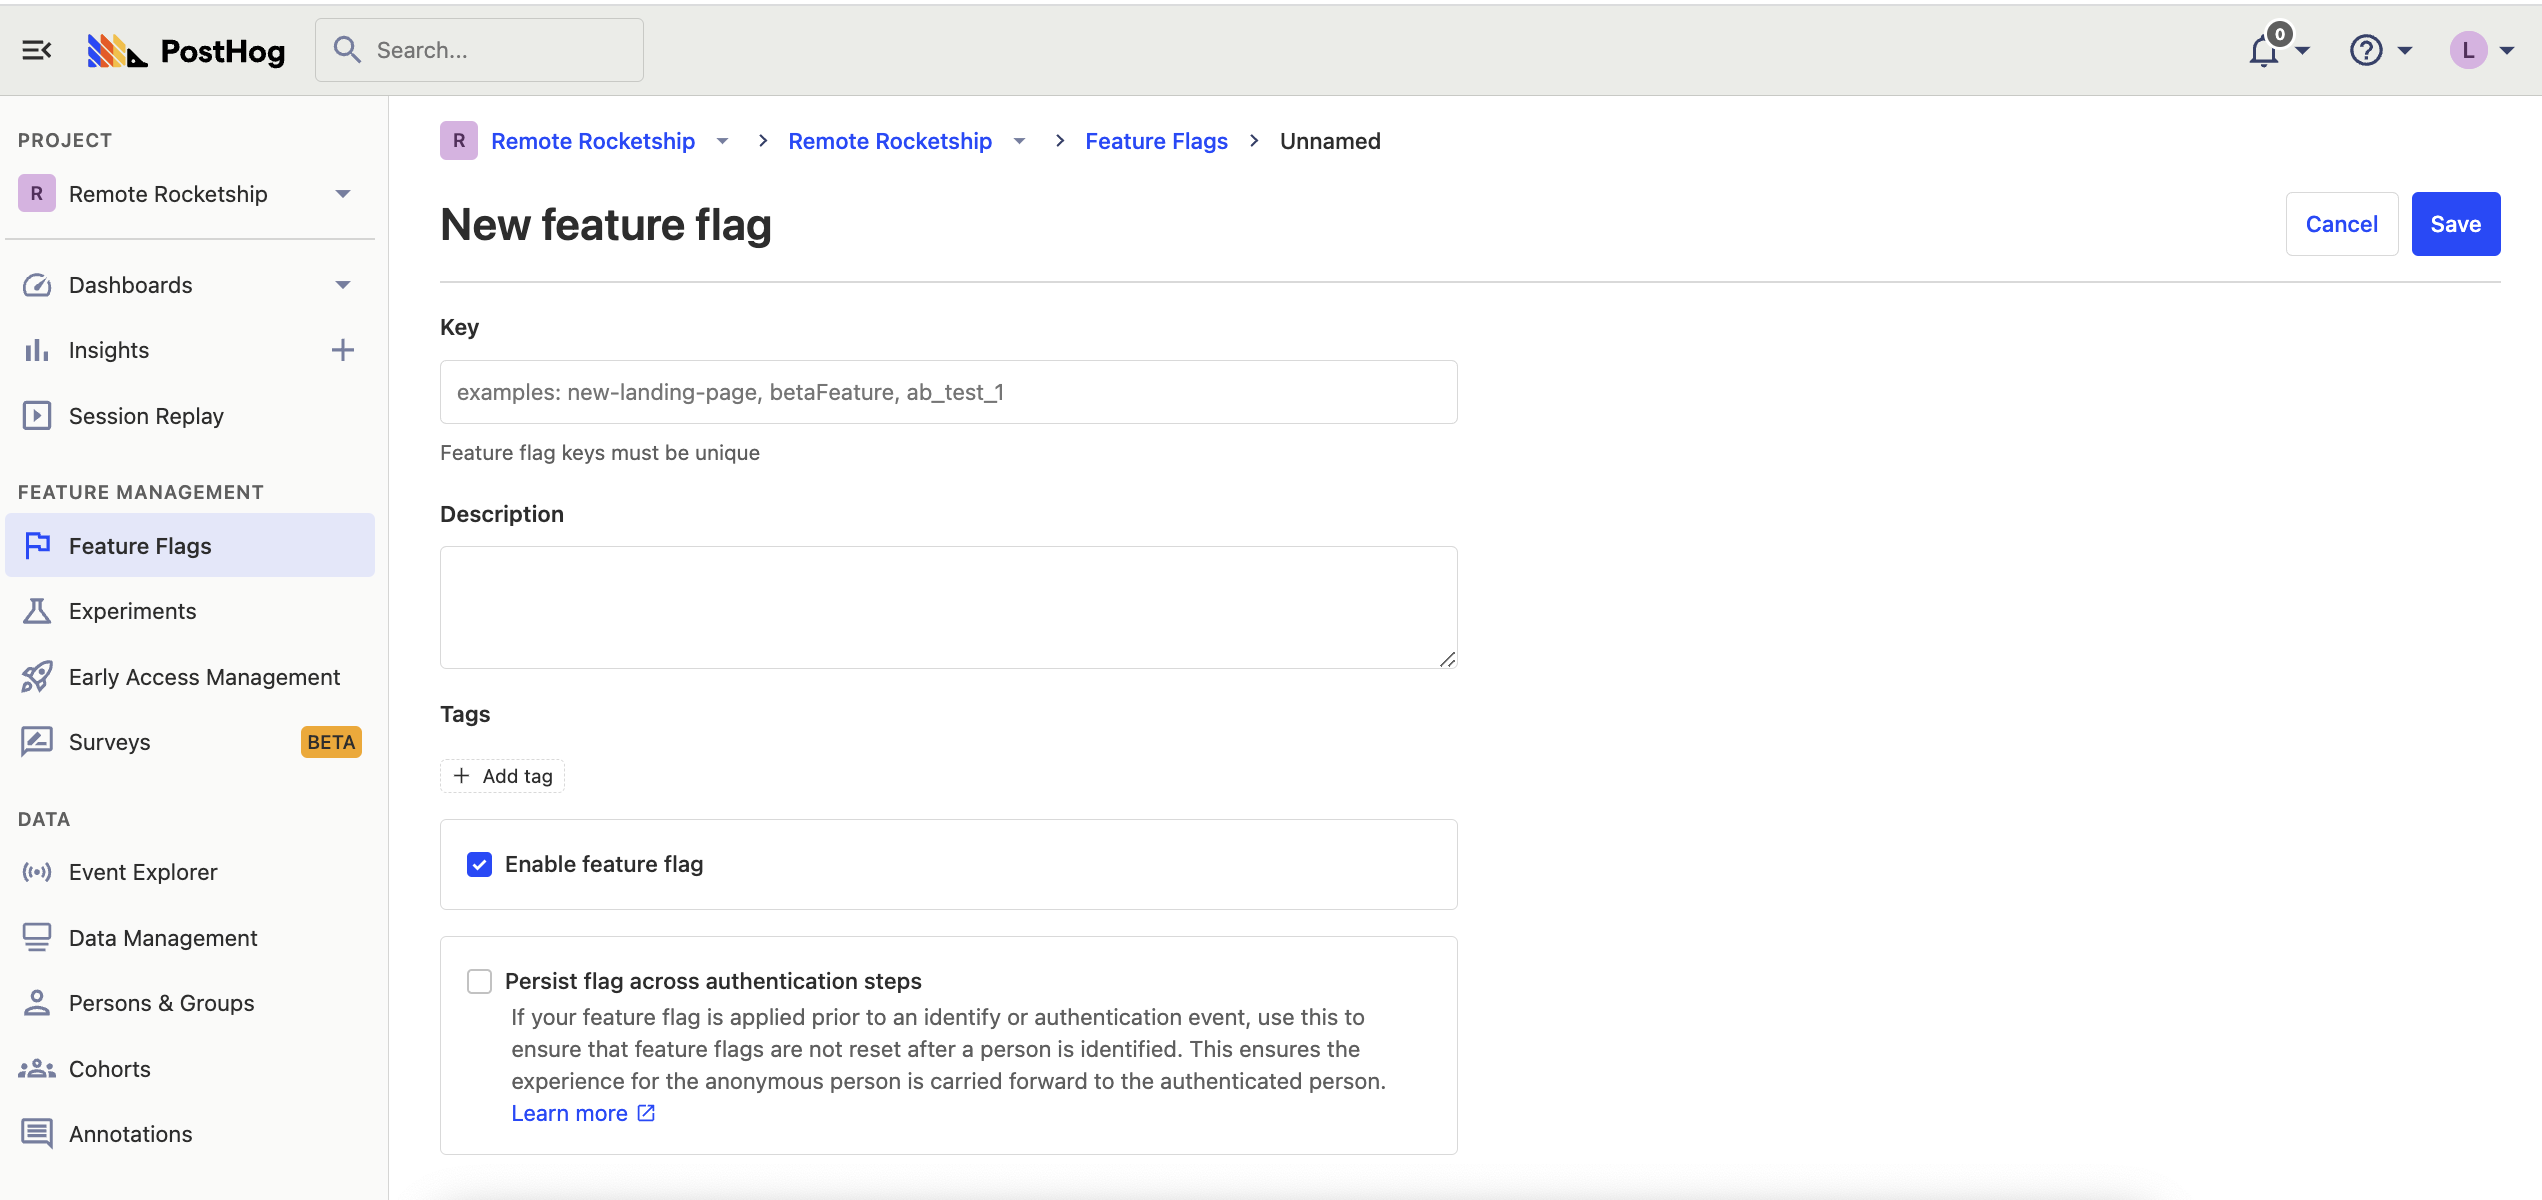 PostHog
Search...
0
L
PROJECT
R Remote Rocketship
Dashboards
Insights
Session Replay
FEATURE MANAGEMENT
Feature Flags
Experiments
Early Access Management
Surveys BETA
DATA
Event Explorer
Data Management
Persons & Groups
Cohorts
Annotations
R Remote Rocketship > Remote Rocketship > Feature Flags > Unnamed
New feature flag
Cancel
Save
Key
examples: new-landing-page, betaFeature, ab_test_1
Feature flag keys must be unique
Description
Tags
+ Add tag
Enable feature flag
Persist flag across authentication steps
If your feature flag is applied prior to an identify or authentication event, use this to
ensure that feature flags are not reset after a person is identified. This ensures the
experience for the anonymous person is carried forward to the authenticated person.
Learn more